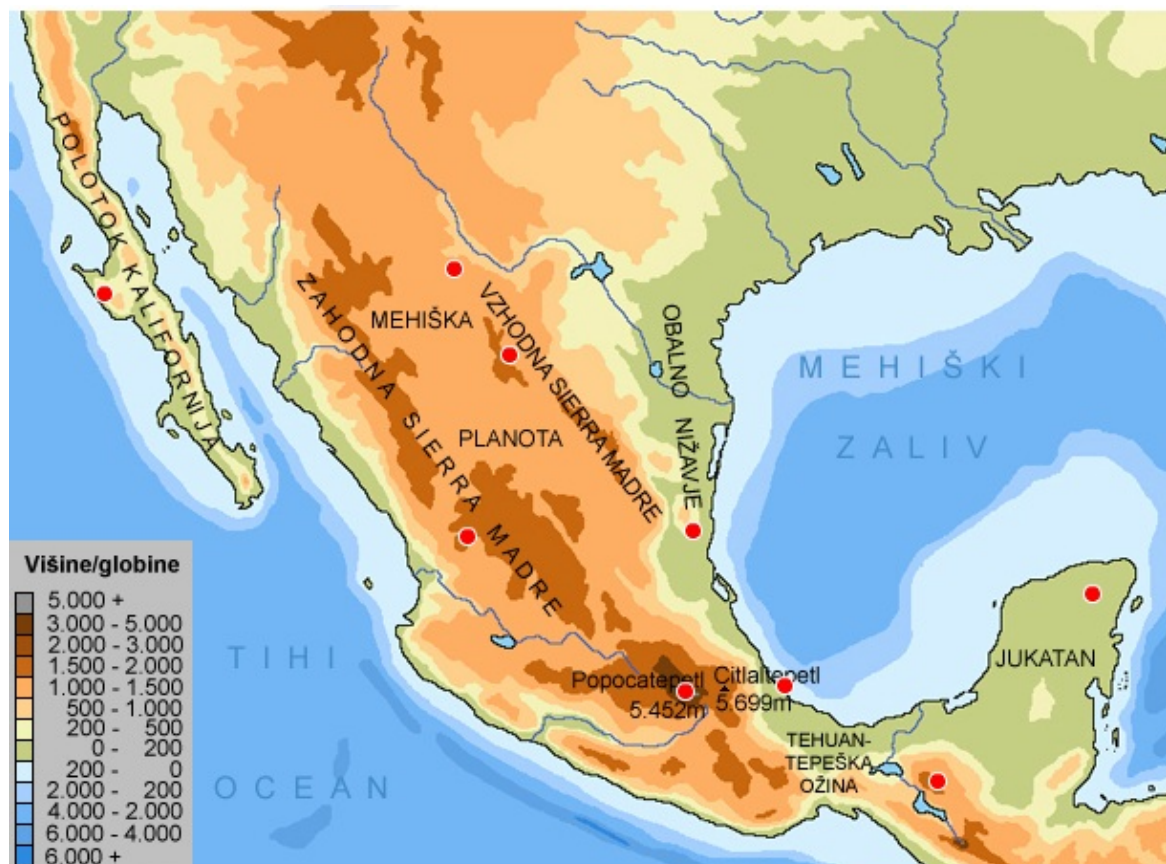 POLOTOK KALIFORNIJA
ZAHODNA SIERRA MADRE
MEHIŠKA
PLANOTA
VZHODNA SIERRA MADRE
OBALNO NIŽAVJE
MEHIŠKI
ZALIV
TIHI
OCEAN
Popocatepetl
5.452m
Citlaltepetl
5.699m
JUKATAN
TEHUAN-
TEPEŠKA
OŽINA
Višine/globine
5.000 +
3.000 - 5.000
2.000 - 3.000
1.500 - 2.000
1.000 - 1.500
500 - 1.000
200 - 500
0 - 200
200 - 0
2.000 - 200
4.000 - 2.000
6.000 - 4.000
6.000 +